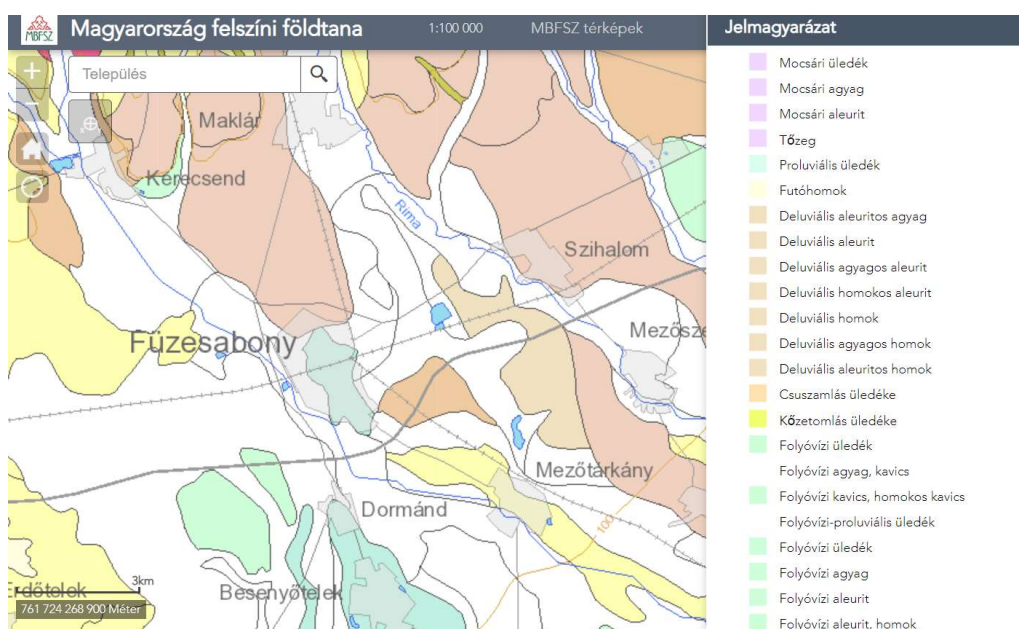 MBFSZ
Magyarország felszíni földtana
1:100 000
MBFSZ térképek
Település
Maklár
Kerecsend
Rima
Szihalom
Füzesabony
Mezősze
Mezőtárkány
Dormánd
100
Erdőtelek
Besenyőtelek
3km
761 724 268 900 Méter
Jelmagyarázat
Mocsári üledék
Mocsári agyag
Mocsári aleurit
Tőzeg
Proluviális üledék
Futóhomok
Deluviális aleuritos agyag
Deluviális aleurit
Deluviális agyagos aleurit
Deluviális homokos aleurit
Deluviális homok
Deluviális agyagos homok
Deluviális aleuritos homok
Csuszamlás üledéke
Kőzetomlás üledéke
Folyóvízi üledék
Folyóvízi agyag, kavics
Folyóvízi kavics, homokos kavics
Folyóvízi-proluviális üledék
Folyóvízi üledék
Folyóvízi agyag
Folyóvízi aleurit
Folyóvízi aleurit, homok